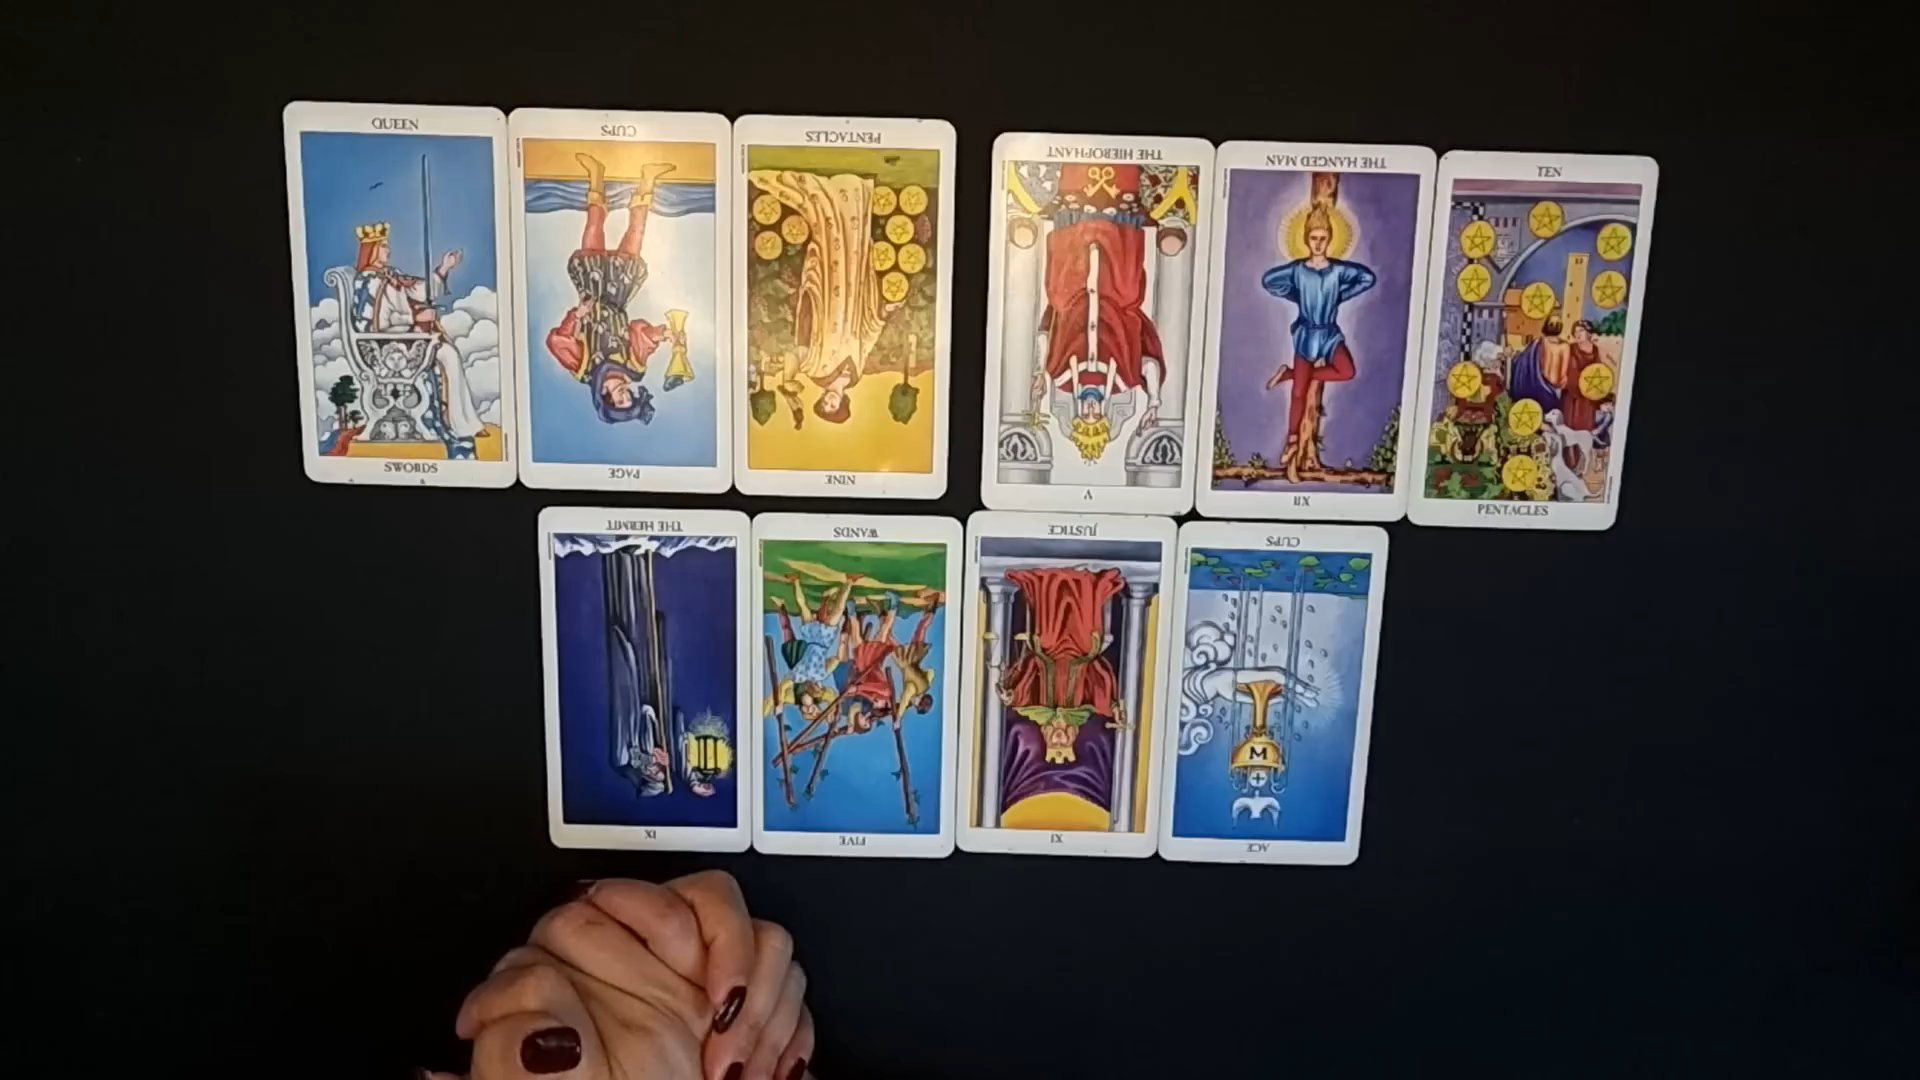 QUEEN
SWORDS
CUPS
PAGE
PENTACLES
NINE
THE HIEROPHANT
V
THE HANGED MAN
XII
TEN
PENTACLES
THE HERMIT
IX
WANDS
FIVE
JUSTICE
XI
CUPS
M
ACE